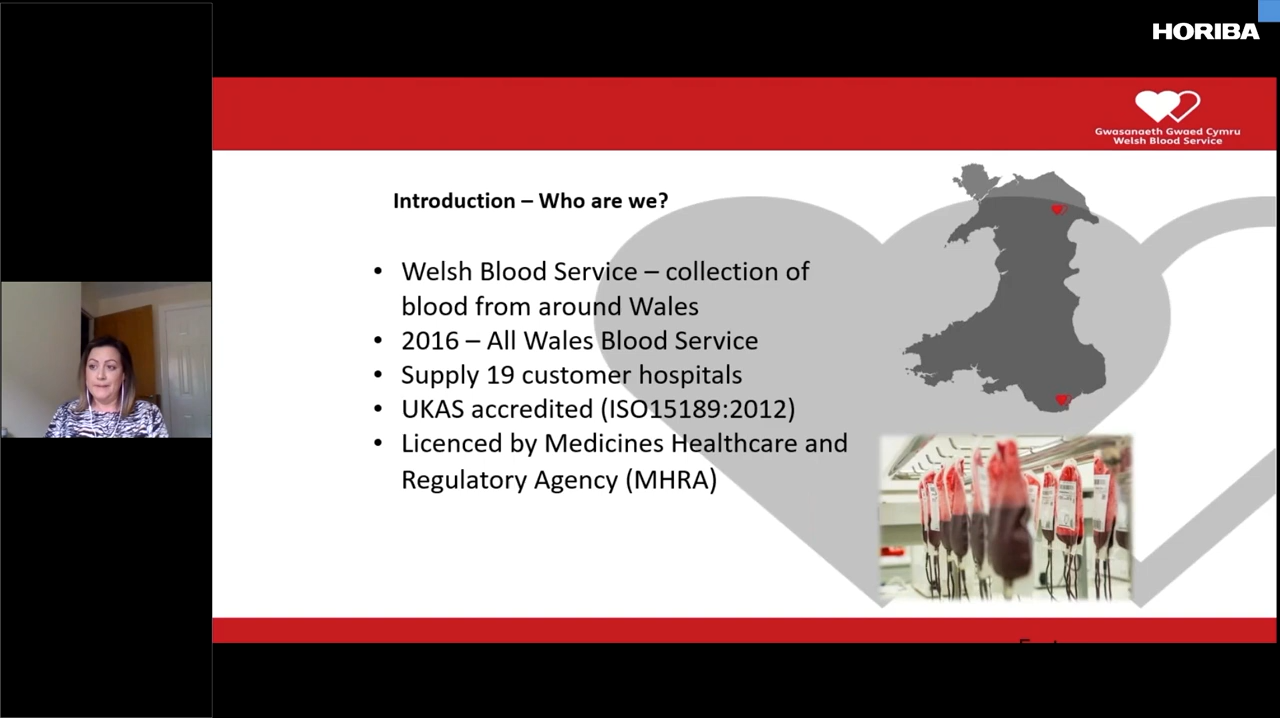 HORIBA
Gwasanaeth Gwaed Cymru
Welsh Blood Service
Introduction – Who are we?
• Welsh Blood Service – collection of
blood from around Wales
• 2016 – All Wales Blood Service
• Supply 19 customer hospitals
• UKAS accredited (ISO15189:2012)
• Licenced by Medicines Healthcare and
Regulatory Agency (MHRA)